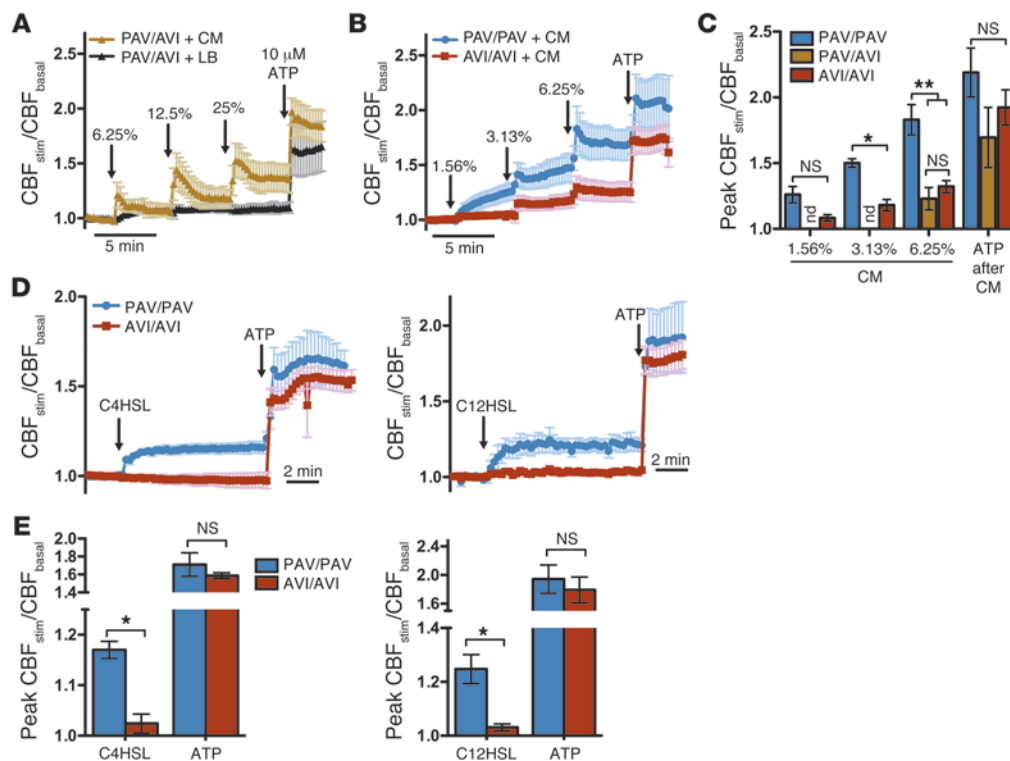 A
PAV/AVI + CM
PAV/AVI + LB
10 μM
ATP
6.25%
12.5%
25%
2.5
2.0
1.5
1.0
CBFstim/CBFbasal
5 min
B
PAV/PAV + CM
AVI/AVI + CM
ATP
6.25%
3.13%
1.56%
2.5
2.0
1.5
1.0
CBFstim/CBFbasal
5 min
C
PAV/PAV
PAV/AVI
AVI/AVI
NS
**
*
NS
NS
nd
nd
2.5
2.0
1.5
1.0
Peak CBFstim/CBFbasal
1.56% 3.13% 6.25% ATP
CM
after
CM
D
PAV/PAV
AVI/AVI
ATP
C4HSL
2.0
1.5
1.0
CBFstim/CBFbasal
2 min
ATP
C12HSL
2.0
1.5
1.0
CBFstim/CBFbasal
2 min
E
NS
PAV/PAV
AVI/AVI
*
2.0
1.8
1.6
1.4
1.2
1.1
1.0
Peak CBFstim/CBFbasal
C4HSL ATP
NS
*
2.4
2.0
1.6
1.4
1.2
1.0
Peak CBFstim/CBFbasal
C12HSL ATP